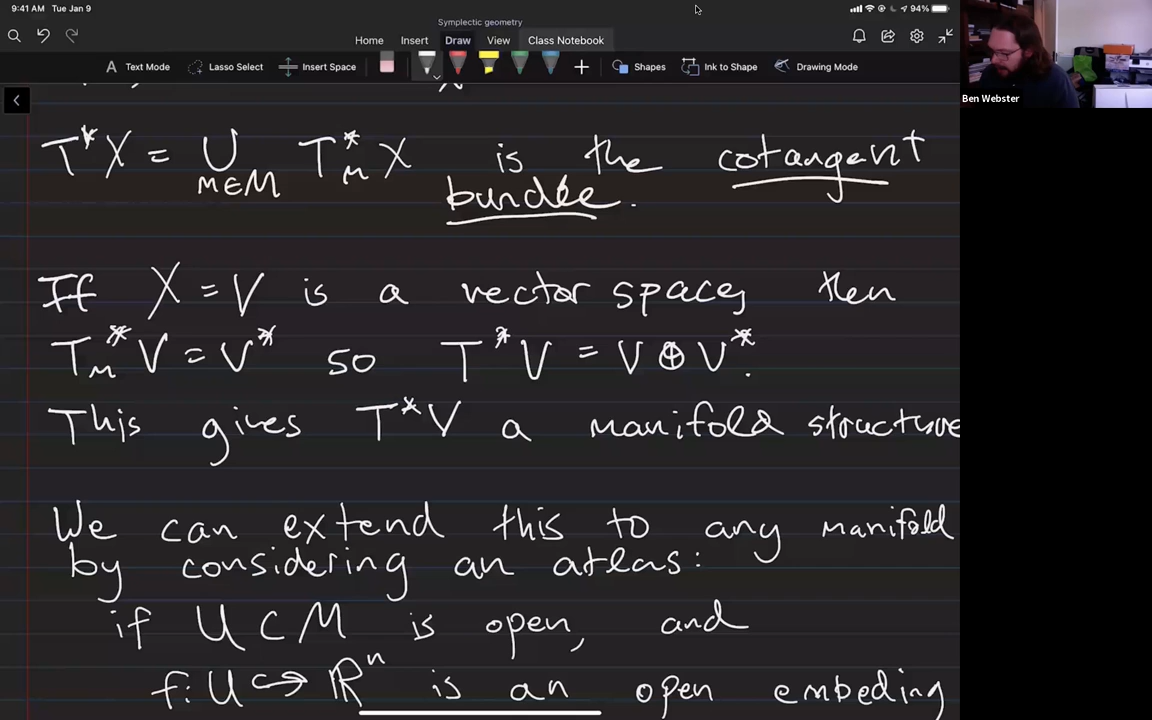 9:41 AM Tue Jan 9
94%
Symplectic geometry
Home Insert Draw View Class Notebook
Text Mode Lasso Select Insert Space Shapes Ink to Shape Drawing Mode
Ben Webster
T*X = ∪ T*ₘX is the cotangent
M∈M
bundle.
If X = V is a vector space, then
Tₘ*V = V* so T*V = V ⊕ V*.
This gives T*V a manifold structure
We can extend this to any manifold
by considering an atlas:
if U ⊂ M is open, and
f: U ↪ ℝⁿ is an open embeding